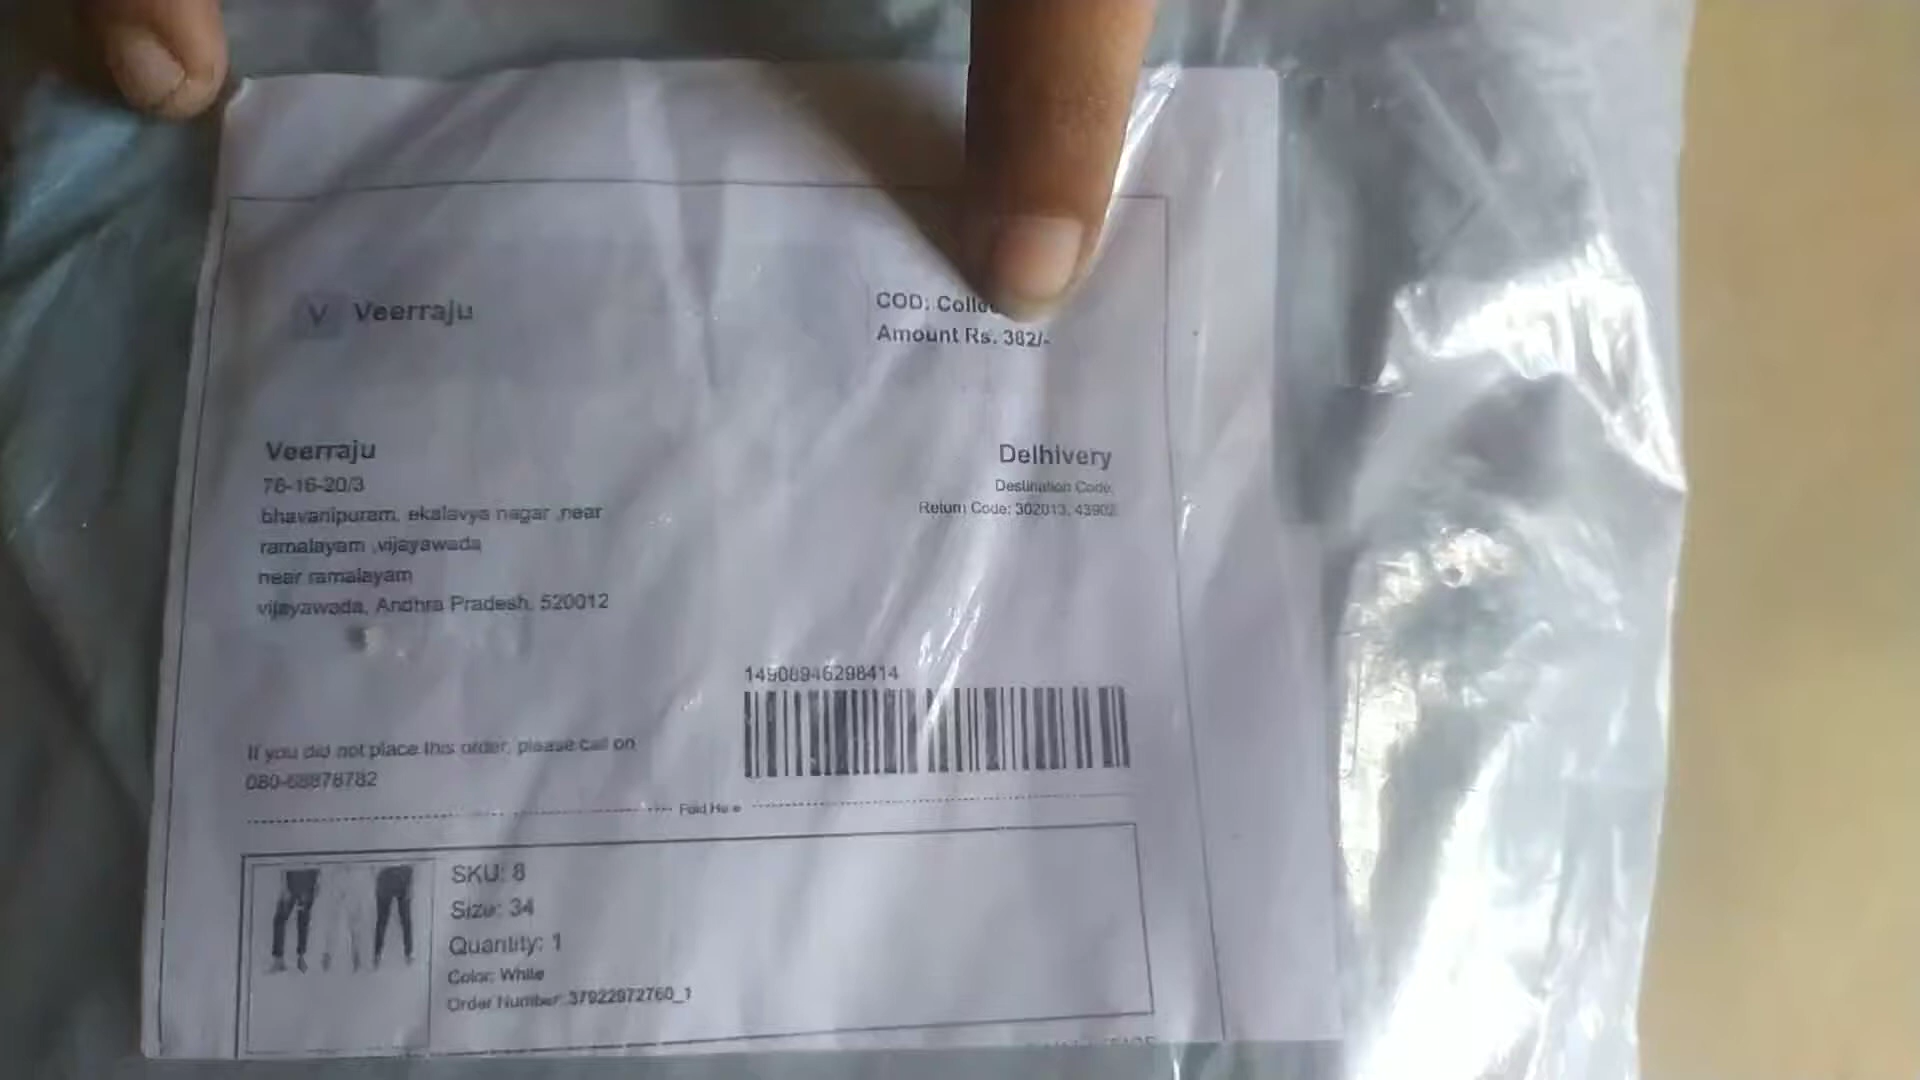 V Veerraju
COD: Collec
Amount Rs. 382/-
Veerraju
76-16-20/3
bhavanipuram, ekalavya nagar ,near
ramalayam ,vijayawada
near ramalayam
vijayawada, Andhra Pradesh, 520012
Delhivery
Destination Code:
Return Code: 302013, 43902
14908946298414
If you did not place this order, please call on
080-68878782
Fold Here
SKU: 8
Size: 34
Quantity: 1
Color: White
Order Number: 37922972760_1